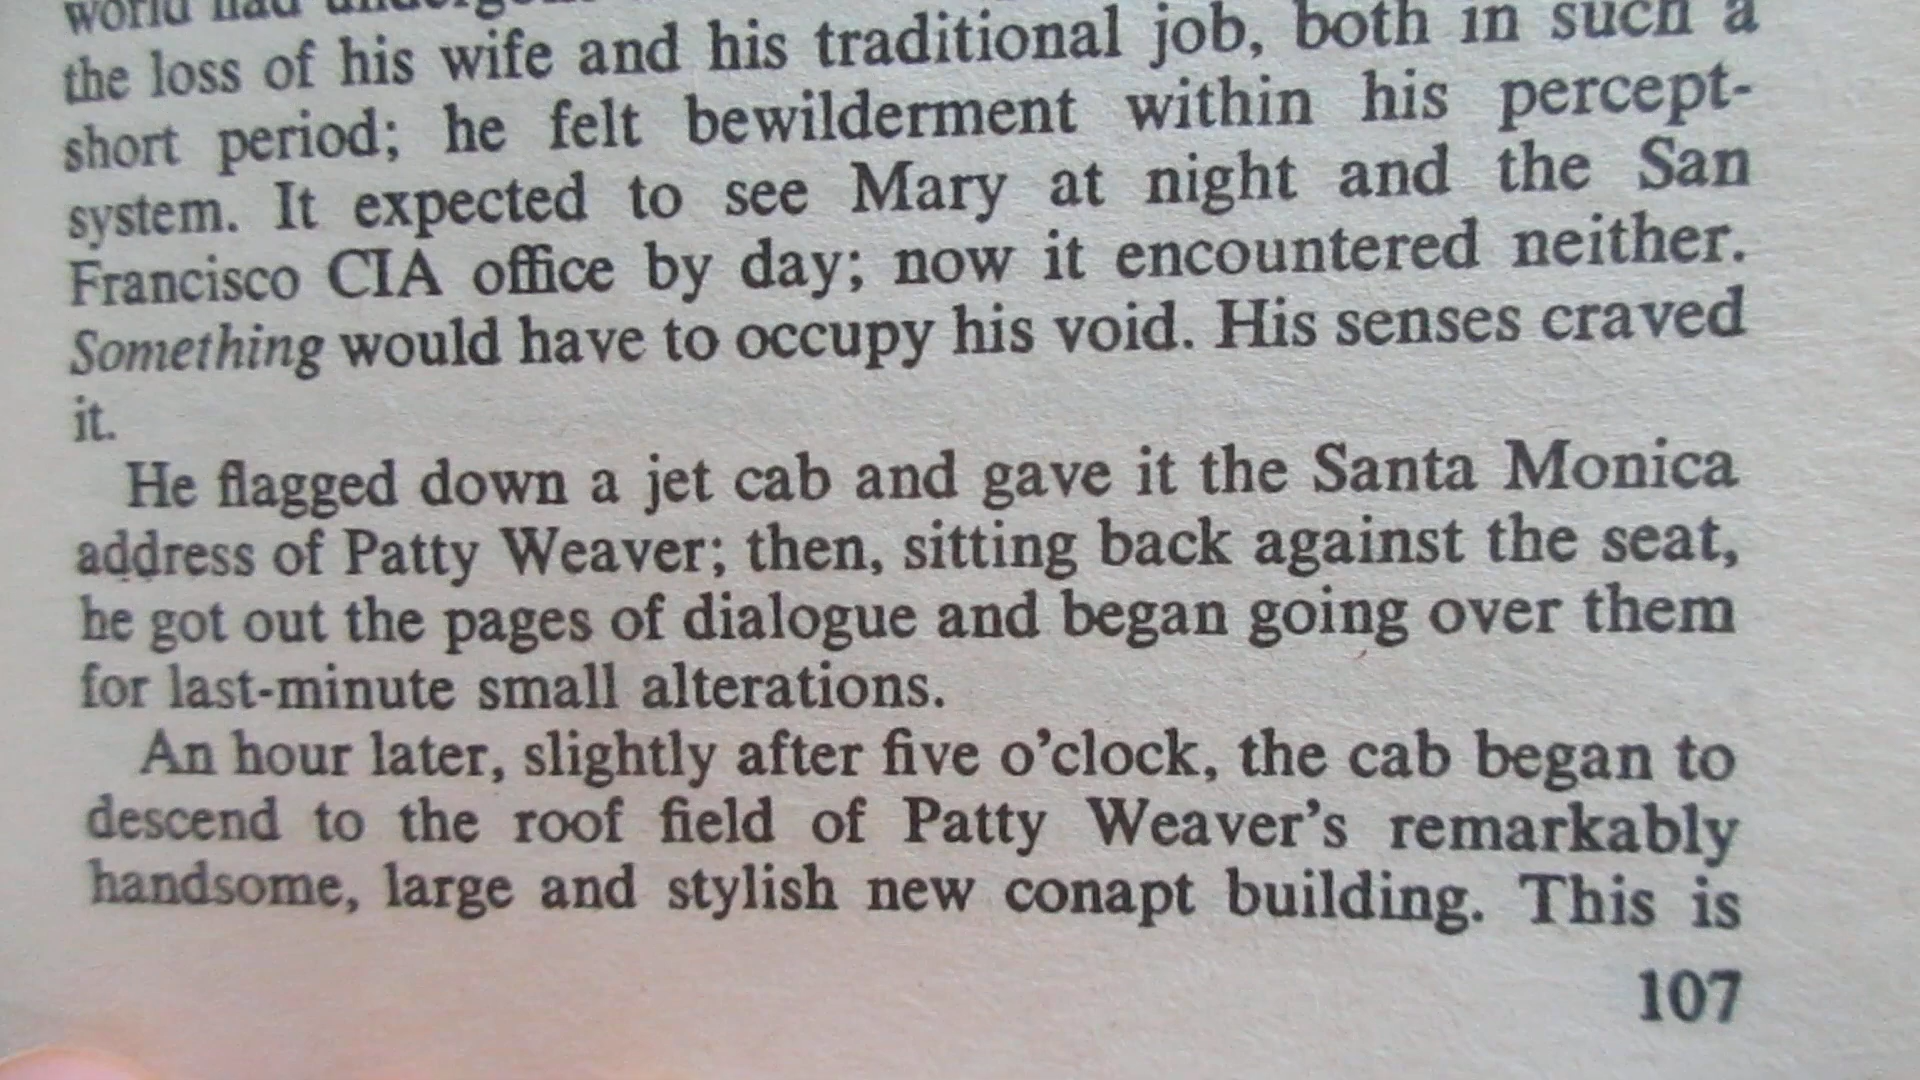 world had
the loss of his wife and his traditional job, both in such a
short period; he felt bewilderment within his percept-
system. It expected to see Mary at night and the San
Francisco CIA office by day; now it encountered neither.
Something would have to occupy his void. His senses craved
it.
He flagged down a jet cab and gave it the Santa Monica
address of Patty Weaver; then, sitting back against the seat,
he got out the pages of dialogue and began going over them
for last-minute small alterations.
An hour later, slightly after five o'clock, the cab began to
descend to the roof field of Patty Weaver's remarkably
handsome, large and stylish new conapt building. This is
107